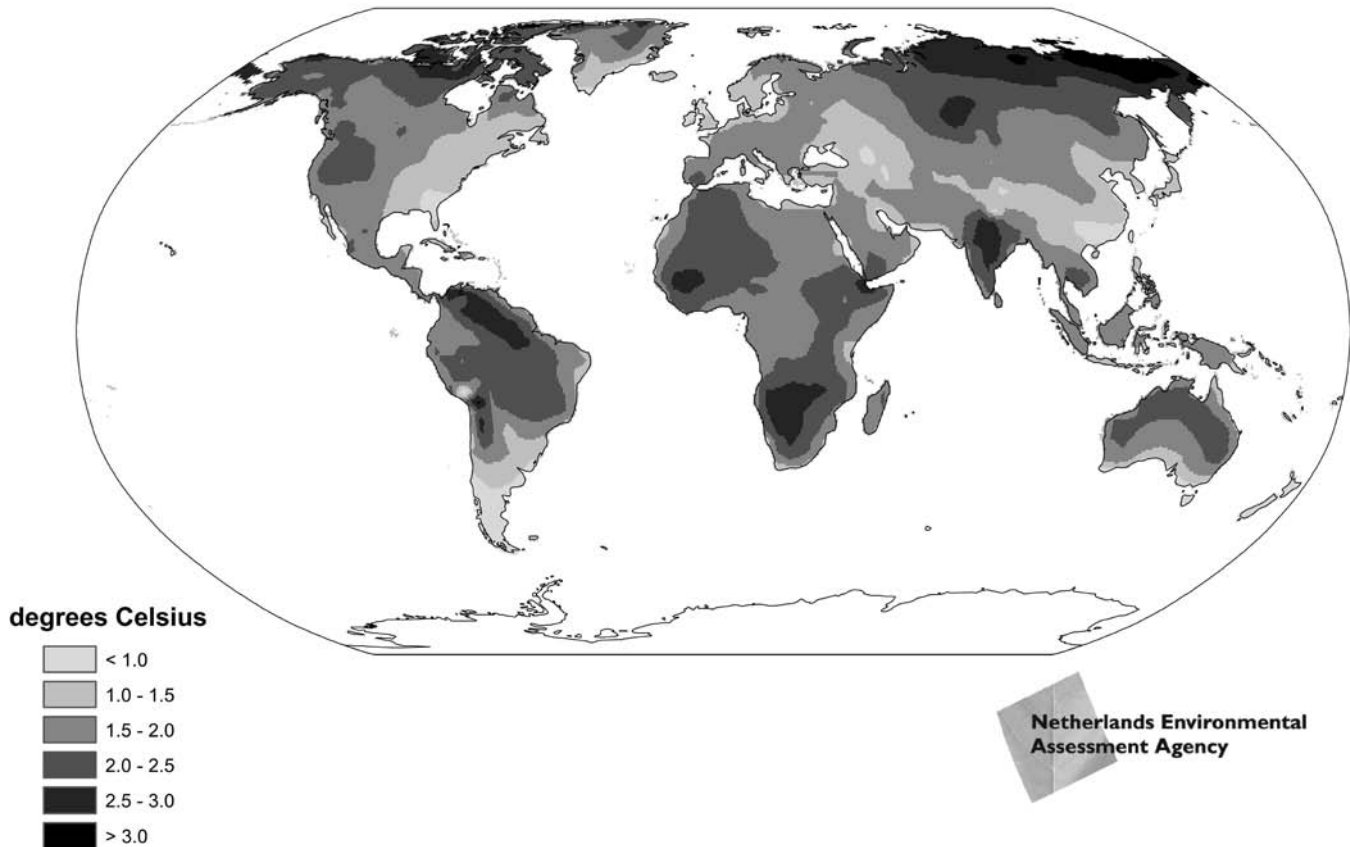 degrees Celsius
< 1.0
1.0 - 1.5
1.5 - 2.0
2.0 - 2.5
2.5 - 3.0
> 3.0
Netherlands Environmental
Assessment Agency